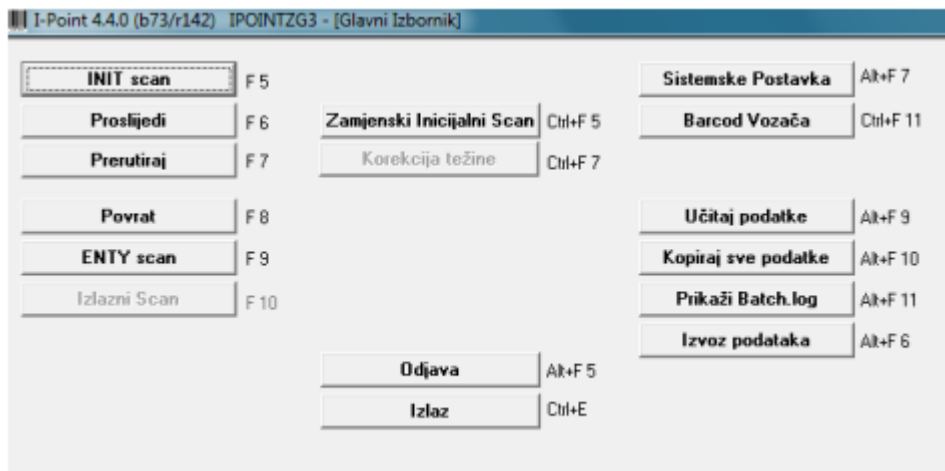 I-Point 4.4.0 (b73/r142) IPOINTZG3 - [Glavni Izbornik]
INIT scan F 5
Proslijedi F 6
Prerutiraj F 7
Povrat F 8
ENTY scan F 9
Izlazni Scan F 10
Zamjenski Inicijalni Scan Ctrl+F 5
Korekcija težine Ctrl+F 7
Odjava Alt+F 5
Izlaz Ctrl+E
Sistemske Postavka Alt+F 7
Barcod Vozača Ctrl+F 11
Učitaj podatke Alt+F 9
Kopiraj sve podatke Alt+F 10
Prikaži Batch.log Alt+F 11
Izvoz podataka Alt+F 6